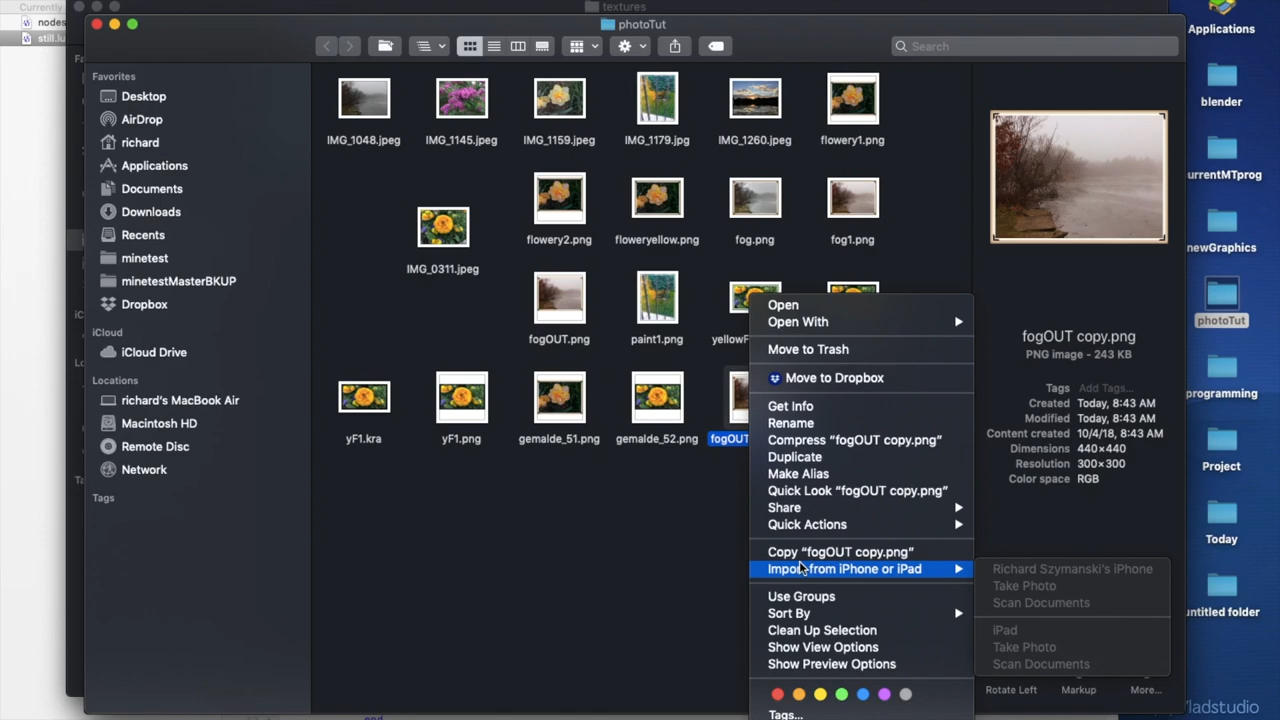 Currently
textures
nodes
still.lu
photoTut
Search
Favorites
Desktop
AirDrop
richard
Applications
Documents
Downloads
Recents
minetest
minetestMasterBKUP
Dropbox
iCloud
iCloud Drive
Locations
richard's MacBook Air
Macintosh HD
Remote Disc
Network
Tags
IMG_1048.jpeg
IMG_1145.jpeg
IMG_1159.jpeg
IMG_1179.jpg
IMG_1260.jpeg
flowery1.png
IMG_0311.jpeg
flowery2.png
floweryellow.png
fog.png
fog1.png
fogOUT.png
paint1.png
yellowF
yF1.kra
yF1.png
gemalde_51.png
gemalde_52.png
fogOUT
Open
Open With
Move to Trash
Move to Dropbox
Get Info
Rename
Compress “fogOUT copy.png”
Duplicate
Make Alias
Quick Look “fogOUT copy.png”
Share
Quick Actions
Copy “fogOUT copy.png”
Import from iPhone or iPad
Use Groups
Sort By
Clean Up Selection
Show View Options
Show Preview Options
Tags...
Richard Szymanski's iPhone
Take Photo
Scan Documents
iPad
Take Photo
Scan Documents
fogOUT copy.png
PNG image - 243 KB
Tags Add Tags...
Created Today, 8:43 AM
Modified Today, 8:43 AM
Content created 10/4/18, 8:43 AM
Dimensions 440×440
Resolution 300×300
Color space RGB
Rotate Left
Markup
More...
Applications
blender
urrentMTprog
newGraphics
photoTut
programming
Project
Today
untitled folder
ladstudio
end